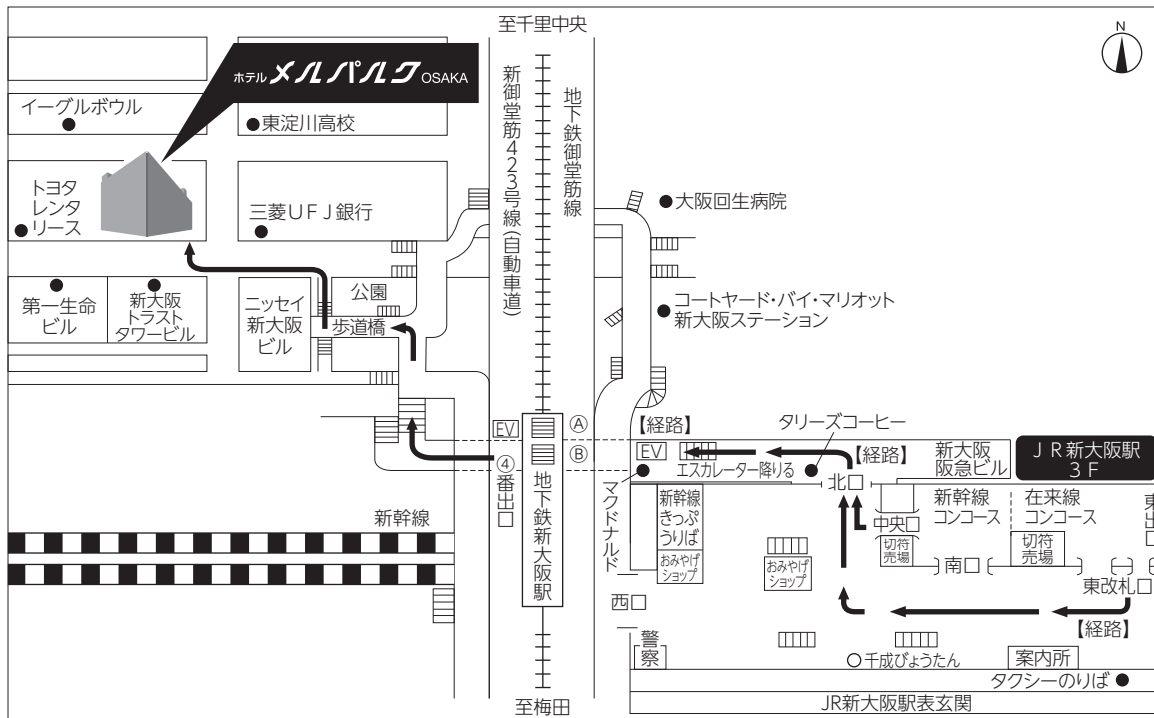 至千里中央
N
ホテル メルパルク OSAKA
イーグルボウル
東淀川高校
新御堂筋423号線(自動車道)
地下鉄御堂筋線
トヨタ
レンタ
リース
三菱UFJ銀行
大阪回生病院
第一生命
ビル
新大阪
トラスト
タワービル
ニッセイ
新大阪
ビル
公園
歩道橋
コートヤード・バイ・マリオット
新大阪ステーション
EV
Ⓐ
Ⓑ
④番出口
地下鉄新大阪駅
【経路】
タリーズコーヒー
EV
エスカレーター降りる
【経路】
新大阪
阪急ビル
JR新大阪駅
3F
マクドナルド
北口
新幹線
きっぷ
うりば
おみやげ
ショップ
おみやげ
ショップ
中央口
切符
売場
新幹線
コンコース
在来線
コンコース
切符
売場
東出口
南口
東改札口
新幹線
西口
【経路】
警察
千成びょうたん
案内所
タクシーのりば
JR新大阪駅表玄関
至梅田